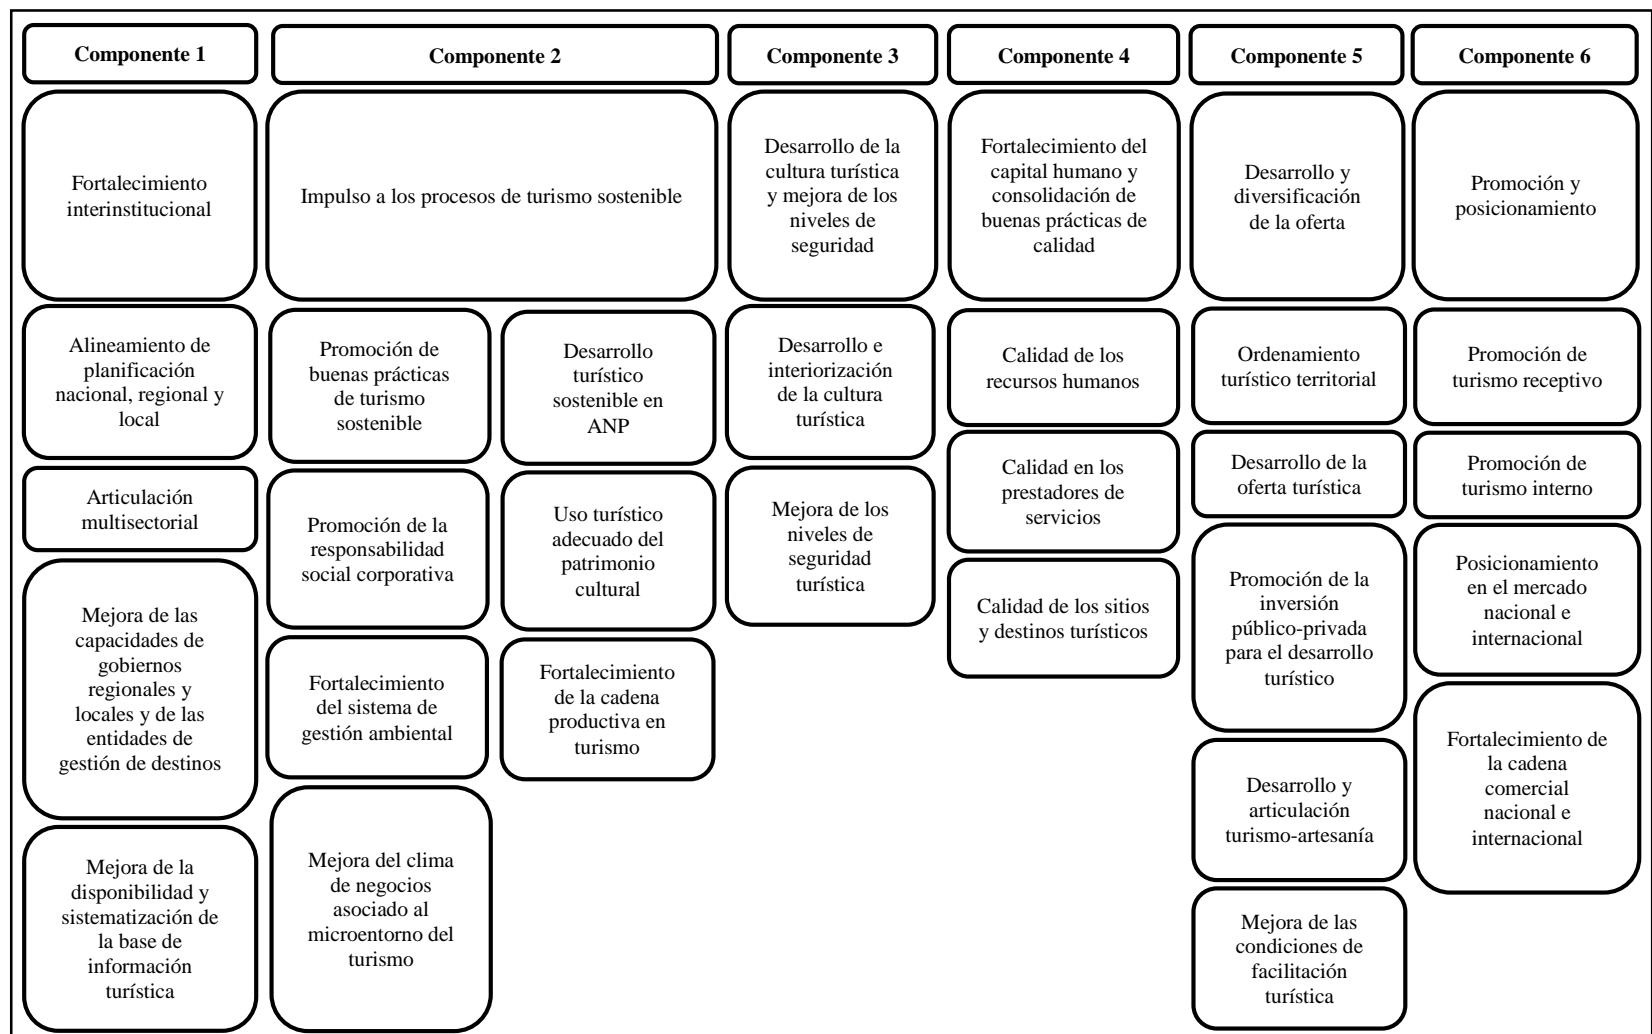 Componente 1
Componente 2
Componente 3
Componente 4
Componente 5
Componente 6
Fortalecimiento
interinstitucional
Impulso a los procesos de turismo sostenible
Desarrollo de la
cultura turística
y mejora de los
niveles de
seguridad
Fortalecimiento del
capital humano y
consolidación de
buenas prácticas de
calidad
Desarrollo y
diversificación
de la oferta
Promoción y
posicionamiento
Alineamiento de
planificación
nacional, regional y
local
Promoción de
buenas prácticas
de turismo
sostenible
Desarrollo
turístico
sostenible en
ANP
Desarrollo e
interiorización
de la cultura
turística
Calidad de los
recursos humanos
Ordenamiento
turístico territorial
Promoción de
turismo receptivo
Articulación
multisectorial
Promoción de la
responsabilidad
social corporativa
Uso turístico
adecuado del
patrimonio
cultural
Mejora de los
niveles de
seguridad
turística
Calidad en los
prestadores de
servicios
Desarrollo de la
oferta turística
Promoción de
turismo interno
Mejora de las
capacidades de
gobiernos
regionales y
locales y de las
entidades de
gestión de destinos
Fortalecimiento
del sistema de
gestión ambiental
Fortalecimiento
de la cadena
productiva en
turismo
Calidad de los sitios
y destinos turísticos
Promoción de la
inversión
público-privada
para el desarrollo
turístico
Posicionamiento
en el mercado
nacional e
internacional
Mejora de la
disponibilidad y
sistematización de
la base de
información
turística
Mejora del clima
de negocios
asociado al
microentorno del
turismo
Desarrollo y
articulación
turismo-artesanía
Fortalecimiento de
la cadena
comercial
nacional e
internacional
Mejora de las
condiciones de
facilitación
turística